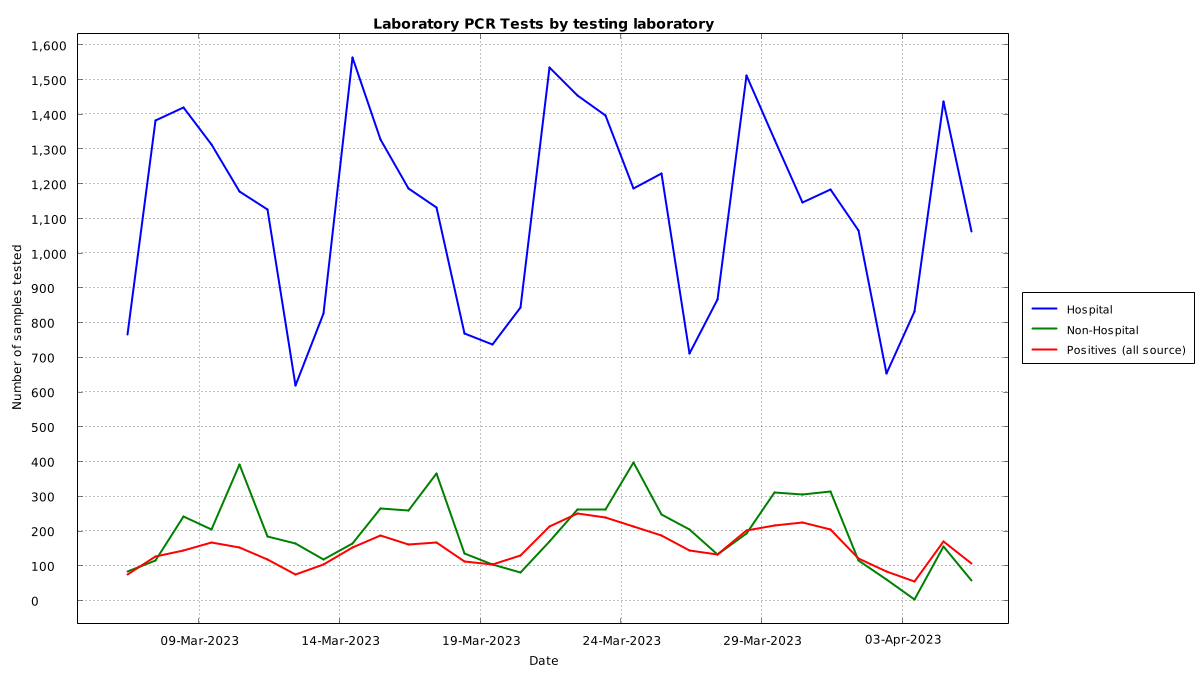 Laboratory PCR Tests by testing laboratory
1,600
1,500
1,400
1,300
1,200
1,100
1,000
900
800
700
600
500
400
300
200
100
0
Number of samples tested
09-Mar-2023
14-Mar-2023
19-Mar-2023
24-Mar-2023
29-Mar-2023
03-Apr-2023
Date
Hospital
Non-Hospital
Positives (all source)